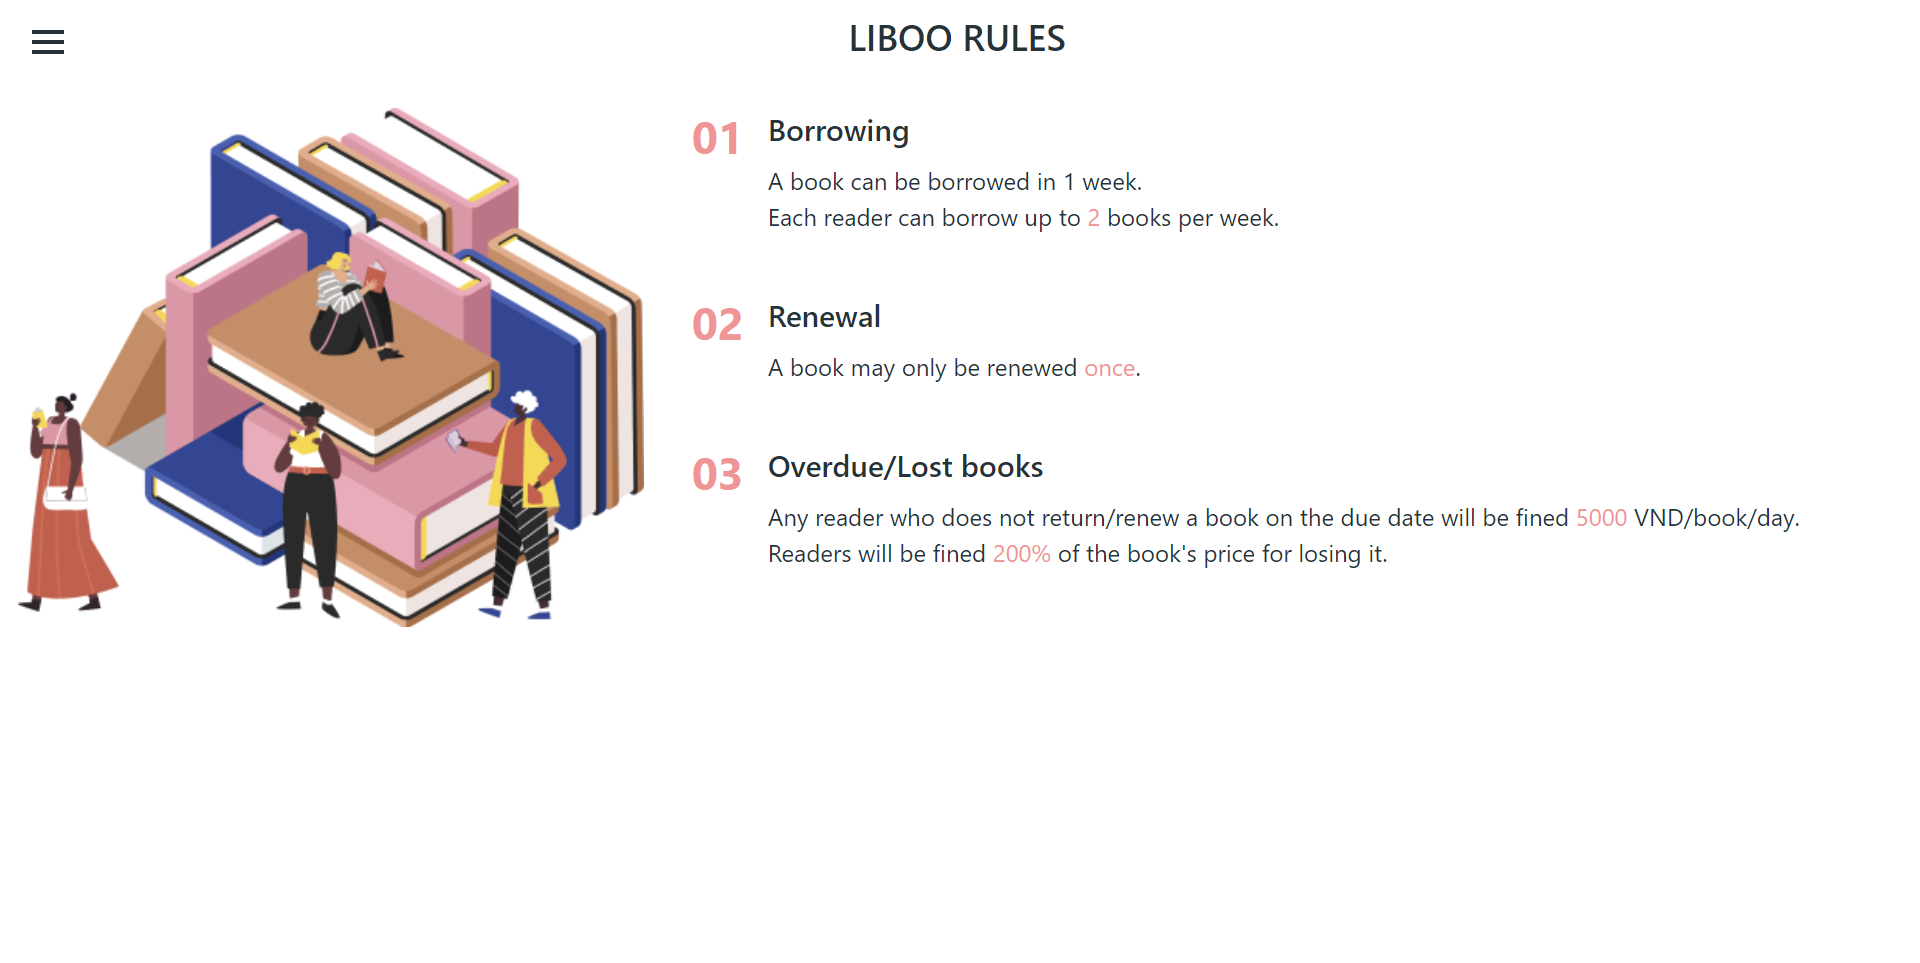 LIBOO RULES
01 Borrowing
A book can be borrowed in 1 week.
Each reader can borrow up to 2 books per week.
02 Renewal
A book may only be renewed once.
03 Overdue/Lost books
Any reader who does not return/renew a book on the due date will be fined 5000 VND/book/day.
Readers will be fined 200% of the book's price for losing it.